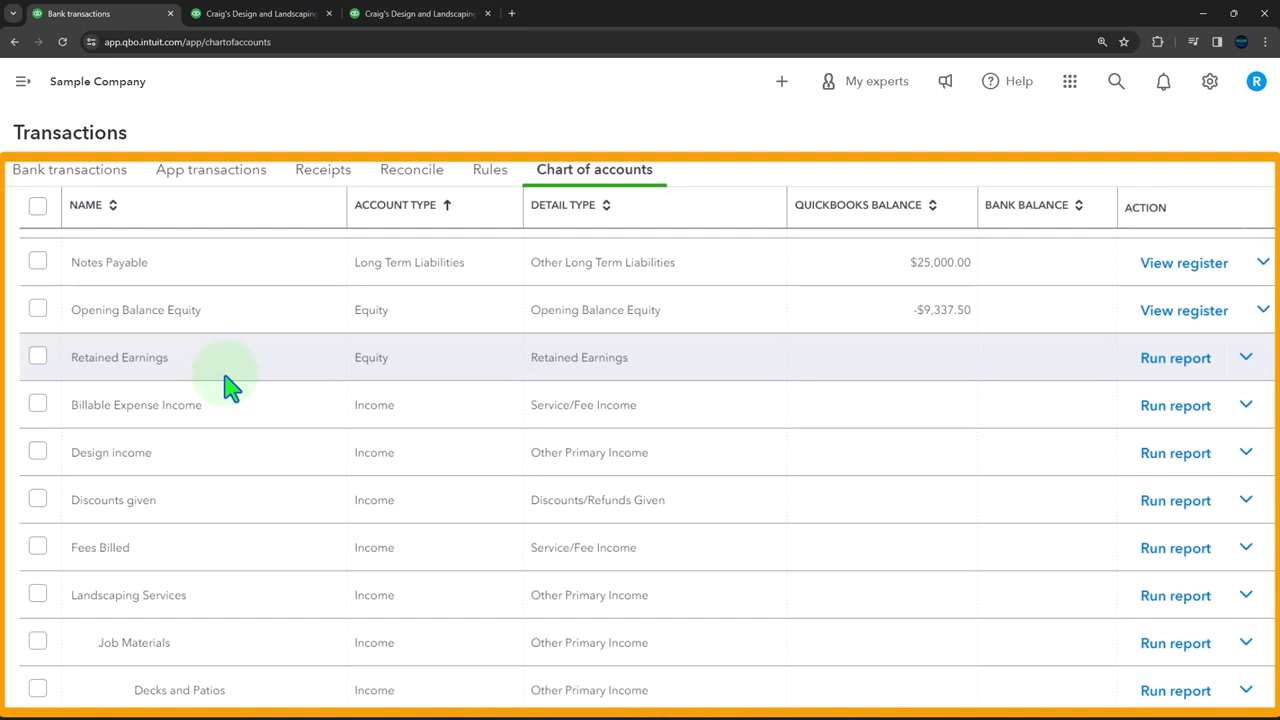 Bank transactions
Craig's Design and Landscaping
Craig's Design and Landscaping
app.qbo.intuit.com/app/chartofaccounts
Sample Company
My experts
Help
R
Transactions
Bank transactions App transactions Receipts Reconcile Rules Chart of accounts
NAME ACCOUNT TYPE DETAIL TYPE QUICKBOOKS BALANCE BANK BALANCE ACTION
Notes Payable Long Term Liabilities Other Long Term Liabilities $25,000.00 View register
Opening Balance Equity Equity Opening Balance Equity -$9,337.50 View register
Retained Earnings Equity Retained Earnings Run report
Billable Expense Income Income Service/Fee Income Run report
Design income Income Other Primary Income Run report
Discounts given Income Discounts/Refunds Given Run report
Fees Billed Income Service/Fee Income Run report
Landscaping Services Income Other Primary Income Run report
Job Materials Income Other Primary Income Run report
Decks and Patios Income Other Primary Income Run report